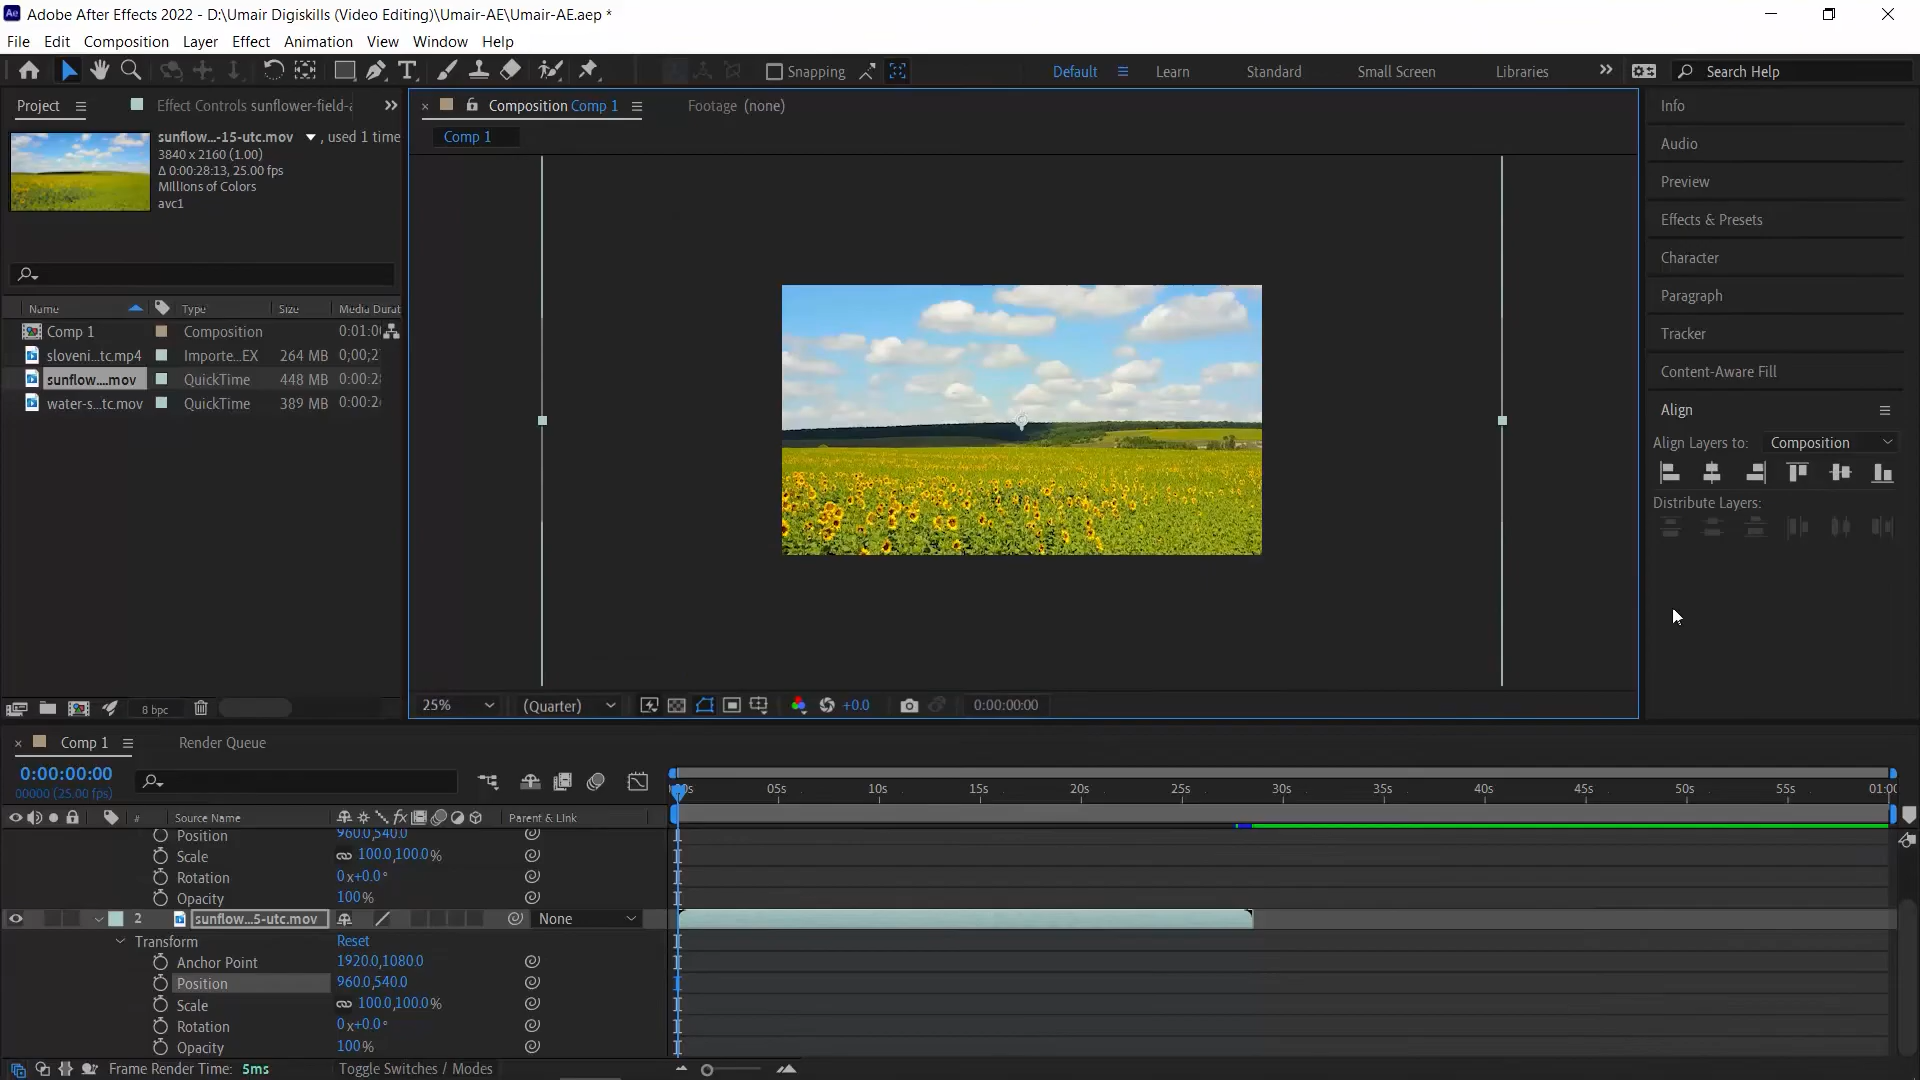 Adobe After Effects 2022 - D:\Umair Digiskills (Video Editing)\Umair-AE\Umair-AE.aep *
File Edit Composition Layer Effect Animation View Window Help
Snapping Default Learn Standard Small Screen Libraries Search Help
Project Effect Controls sunflower-field-a
Composition Comp 1 Footage (none)
Comp 1
sunflow...-15-utc.mov , used 1 time
3840 x 2160 (1.00)
Δ 0:00:28:13, 25.00 fps
Millions of Colors
avc1
Name Type Size Media Durat
Comp 1 Composition 0:01:00
sloveni...tc.mp4 Importe...EX 264 MB 0;00;2
sunflow....mov QuickTime 448 MB 0:00:28
water-s...tc.mov QuickTime 389 MB 0:00:26
8 bpc
25% (Quarter) +0.0 0:00:00:00
Info
Audio
Preview
Effects & Presets
Character
Paragraph
Tracker
Content-Aware Fill
Align
Align Layers to: Composition
Distribute Layers:
Comp 1 Render Queue
0:00:00:00
00000 (25.00 fps)
05s 10s 15s 20s 25s 30s 35s 40s 45s 50s 55s 01:00
# Source Name Parent & Link
Position 960.0,540.0
Scale 100.0,100.0%
Rotation 0x+0.0°
Opacity 100%
2 sunflow...5-utc.mov None
Transform Reset
Anchor Point 1920.0,1080.0
Position 960.0,540.0
Scale 100.0,100.0%
Rotation 0x+0.0°
Opacity 100%
Frame Render Time: 5ms Toggle Switches / Modes